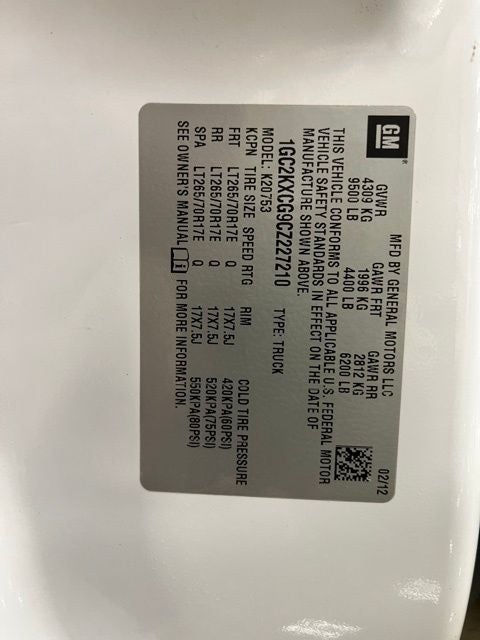 GM®
MFD BY GENERAL MOTORS LLC 02/12
GVWR GAWR FRT GAWR RR
4309 KG 1996 KG 2812 KG
9500 LB 4400 LB 6200 LB
THIS VEHICLE CONFORMS TO ALL APPLICABLE U.S. FEDERAL MOTOR
VEHICLE SAFETY STANDARDS IN EFFECT ON THE DATE OF
MANUFACTURE SHOWN ABOVE.
1GC2KXCG9CZ227210 TYPE: TRUCK
MODEL: K20753
KCPN TIRE SIZE SPEED RTG RIM COLD TIRE PRESSURE
FRT LT265/70R17E Q 17X7.5J 420KPA(60PSI)
RR LT265/70R17E Q 17X7.5J 520KPA(75PSI)
SPA LT265/70R17E Q 17X7.5J 550KPA(80PSI)
SEE OWNER'S MANUAL i FOR MORE INFORMATION.